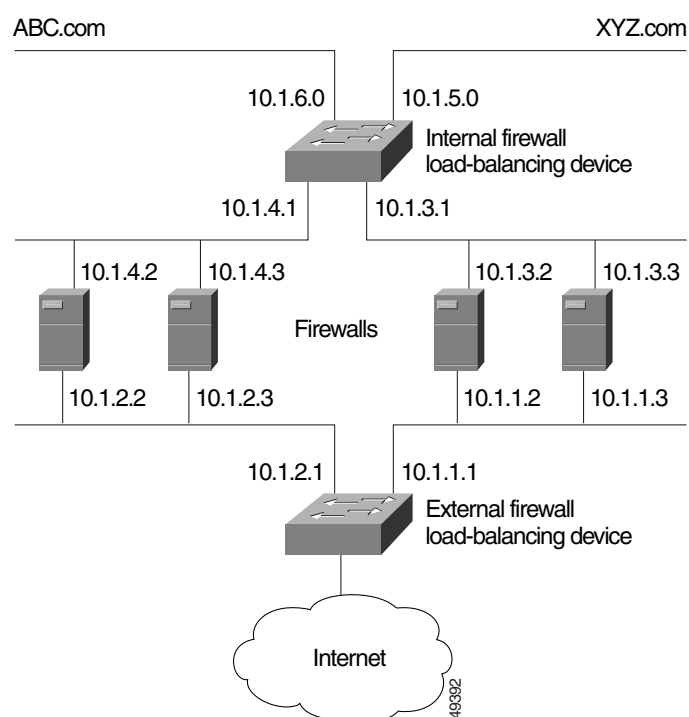 ABC.com
XYZ.com
10.1.6.0
10.1.5.0
Internal firewall
load-balancing device
10.1.4.1
10.1.3.1
10.1.4.2
10.1.4.3
10.1.3.2
10.1.3.3
Firewalls
10.1.2.2
10.1.2.3
10.1.1.2
10.1.1.3
10.1.2.1
10.1.1.1
External firewall
load-balancing device
Internet
49392